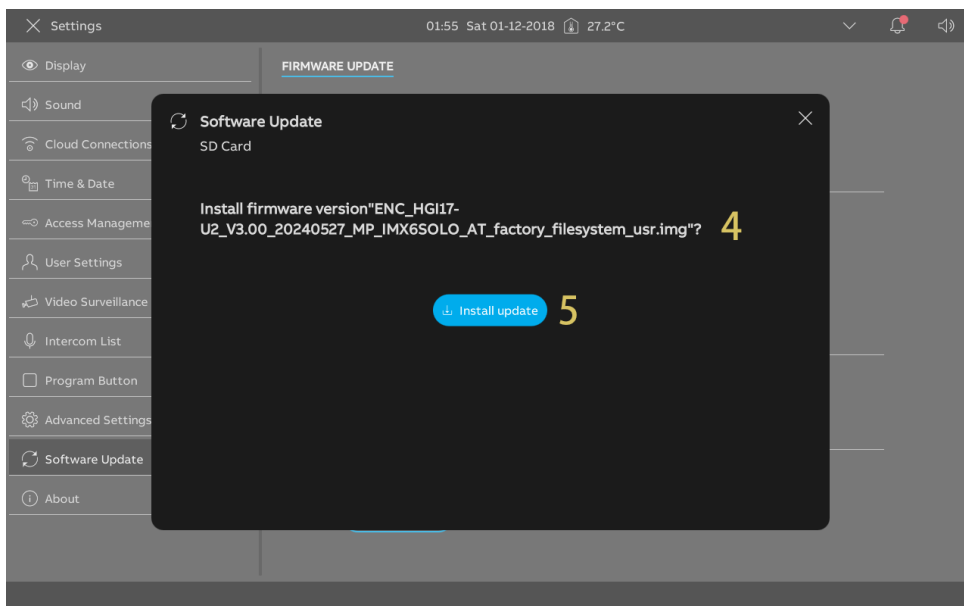 Settings
01:55 Sat 01-12-2018 27.2°C
Display
FIRMWARE UPDATE
Sound
Software Update
SD Card
Cloud Connections
Time & Date
Access Manageme
Install firmware version"ENC_HGI17-
U2_V3.00_20240527_MP_IMX6SOLO_AT_factory_filesystem_usr.img"?
4
User Settings
Video Surveillance
Install update
5
Intercom List
Program Button
Advanced Settings
Software Update
About